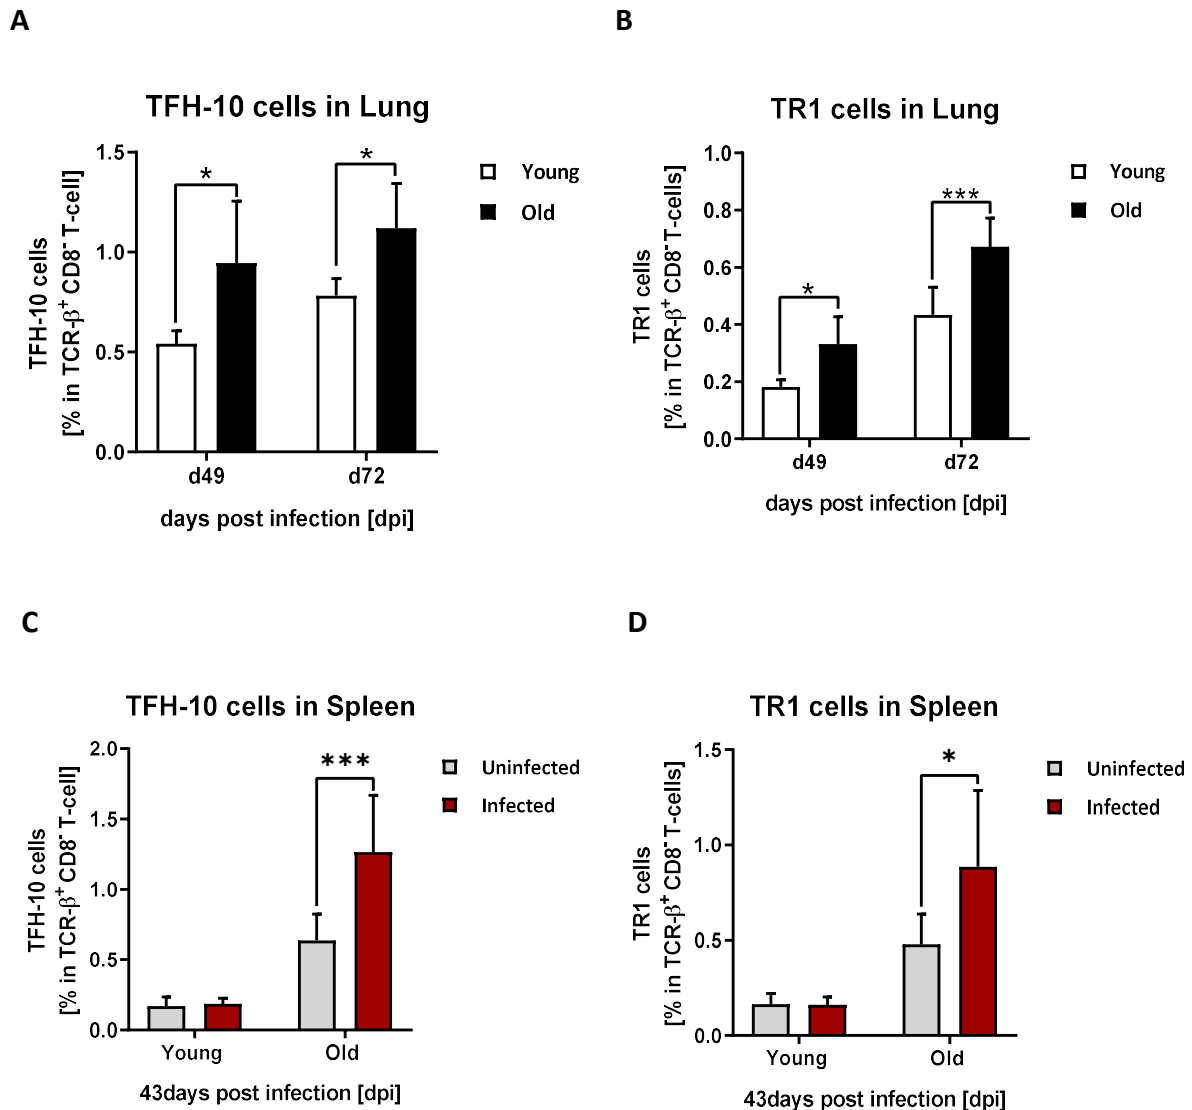 A
TFH-10 cells in Lung
TFH-10 cells
[% in TCR-β⁺ CD8⁻ T-cell]
1.5
1.0
0.5
0.0
*
*
Young
Old
d49
d72
days post infection [dpi]
B
TR1 cells in Lung
TR1 cells
[% in TCR-β⁺ CD8⁻ T-cells]
1.0
0.8
0.6
0.4
0.2
0.0
*
***
Young
Old
d49
d72
days post infection [dpi]
C
TFH-10 cells in Spleen
TFH-10 cells
[% in TCR-β⁺ CD8⁻ T-cell]
2.0
1.5
1.0
0.5
0.0
***
Uninfected
Infected
Young
Old
43days post infection [dpi]
D
TR1 cells in Spleen
TR1 cells
[% in TCR-β⁺ CD8⁻ T-cells]
1.5
1.0
0.5
0.0
*
Uninfected
Infected
Young
Old
43days post infection [dpi]